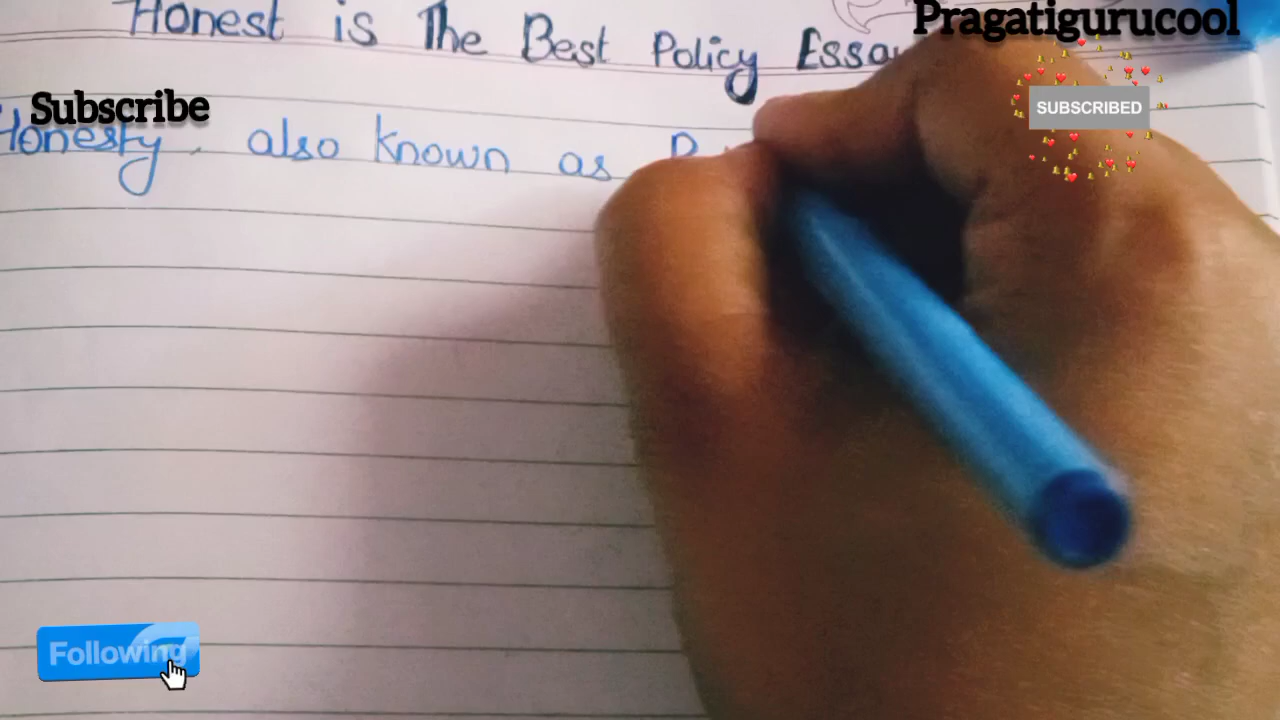 Honest is The Best Policy Essay
Pragatigurucool
Subscribe
SUBSCRIBED
Honesty, also known as
Following